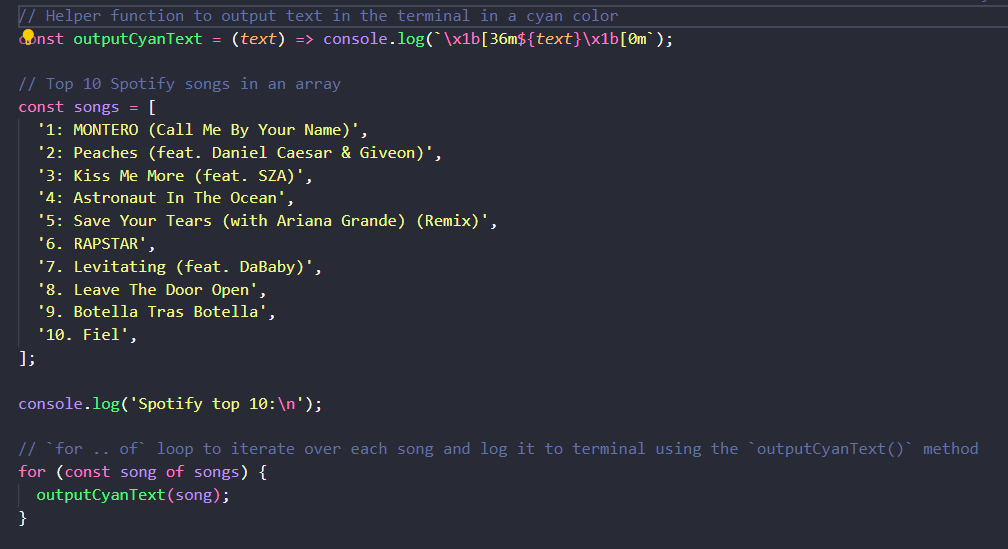 // Helper function to output text in the terminal in a cyan color
const outputCyanText = (text) => console.log(`\x1b[36m${text}\x1b[0m`);
// Top 10 Spotify songs in an array
const songs = [
'1: MONTERO (Call Me By Your Name)',
'2: Peaches (feat. Daniel Caesar & Giveon)',
'3: Kiss Me More (feat. SZA)',
'4: Astronaut In The Ocean',
'5: Save Your Tears (with Ariana Grande) (Remix)',
'6. RAPSTAR',
'7. Levitating (feat. DaBaby)',
'8. Leave The Door Open',
'9. Botella Tras Botella',
'10. Fiel',
];
console.log('Spotify top 10:\n');
// `for .. of` loop to iterate over each song and log it to terminal using the `outputCyanText()` method
for (const song of songs) {
outputCyanText(song);
}